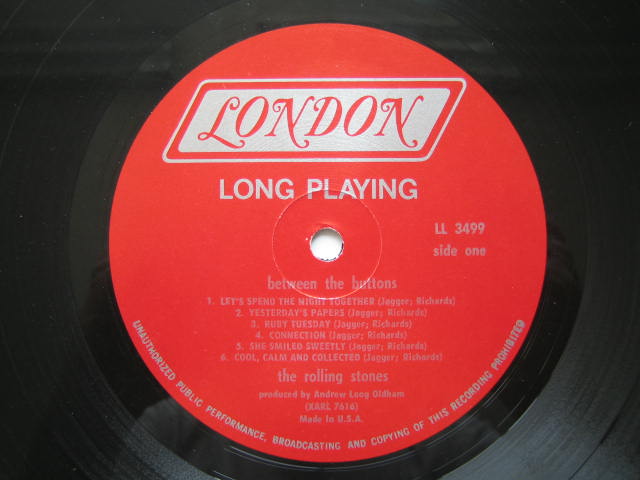 LONDON
LONG PLAYING
LL 3499
side one
between the buttons
1. LET'S SPEND THE NIGHT TOGETHER (Jagger; Richards)
2. YESTERDAY'S PAPERS (Jagger; Richards)
3. RUBY TUESDAY (Jagger; Richards)
4. CONNECTION (Jagger; Richards)
5. SHE SMILED SWEETLY (Jagger; Richards)
6. COOL, CALM AND COLLECTED (Jagger; Richards)
the rolling stones
produced by Andrew Loog Oldham
(XARL 7616)
Made in U.S.A.
UNAUTHORIZED PUBLIC PERFORMANCE, BROADCASTING AND COPYING OF THIS RECORDING PROHIBITED